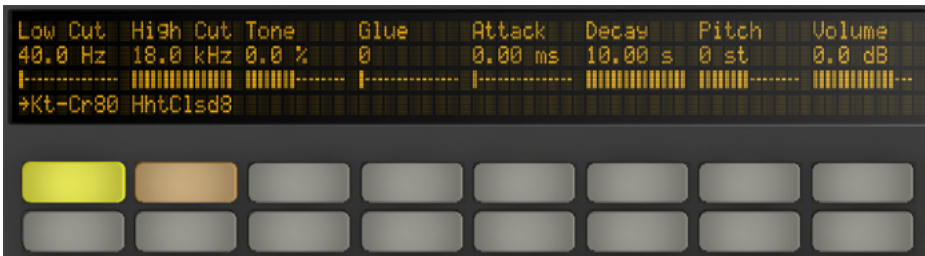 Low Cut High Cut Tone Glue Attack Decay Pitch Volume
40.0 Hz 18.0 kHz 0.0 % 0 0.00 ms 10.00 s 0 st 0.0 dB
→Kt-Cr80 HhtClsd8